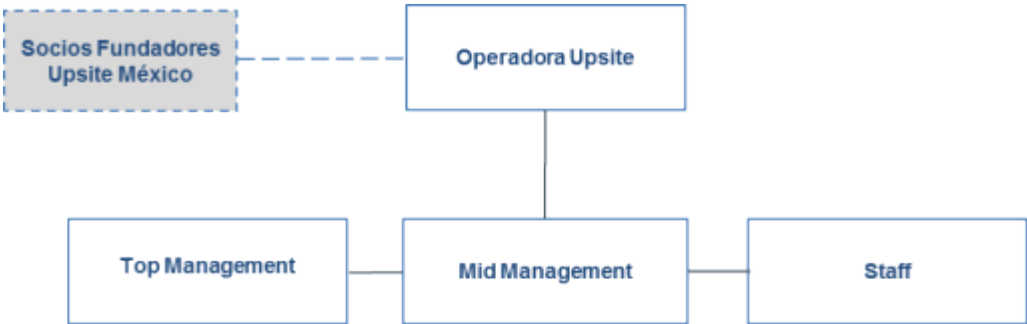 Socios Fundadores
Upsite México
Operadora Upsite
Top Management
Mid Management
Staff